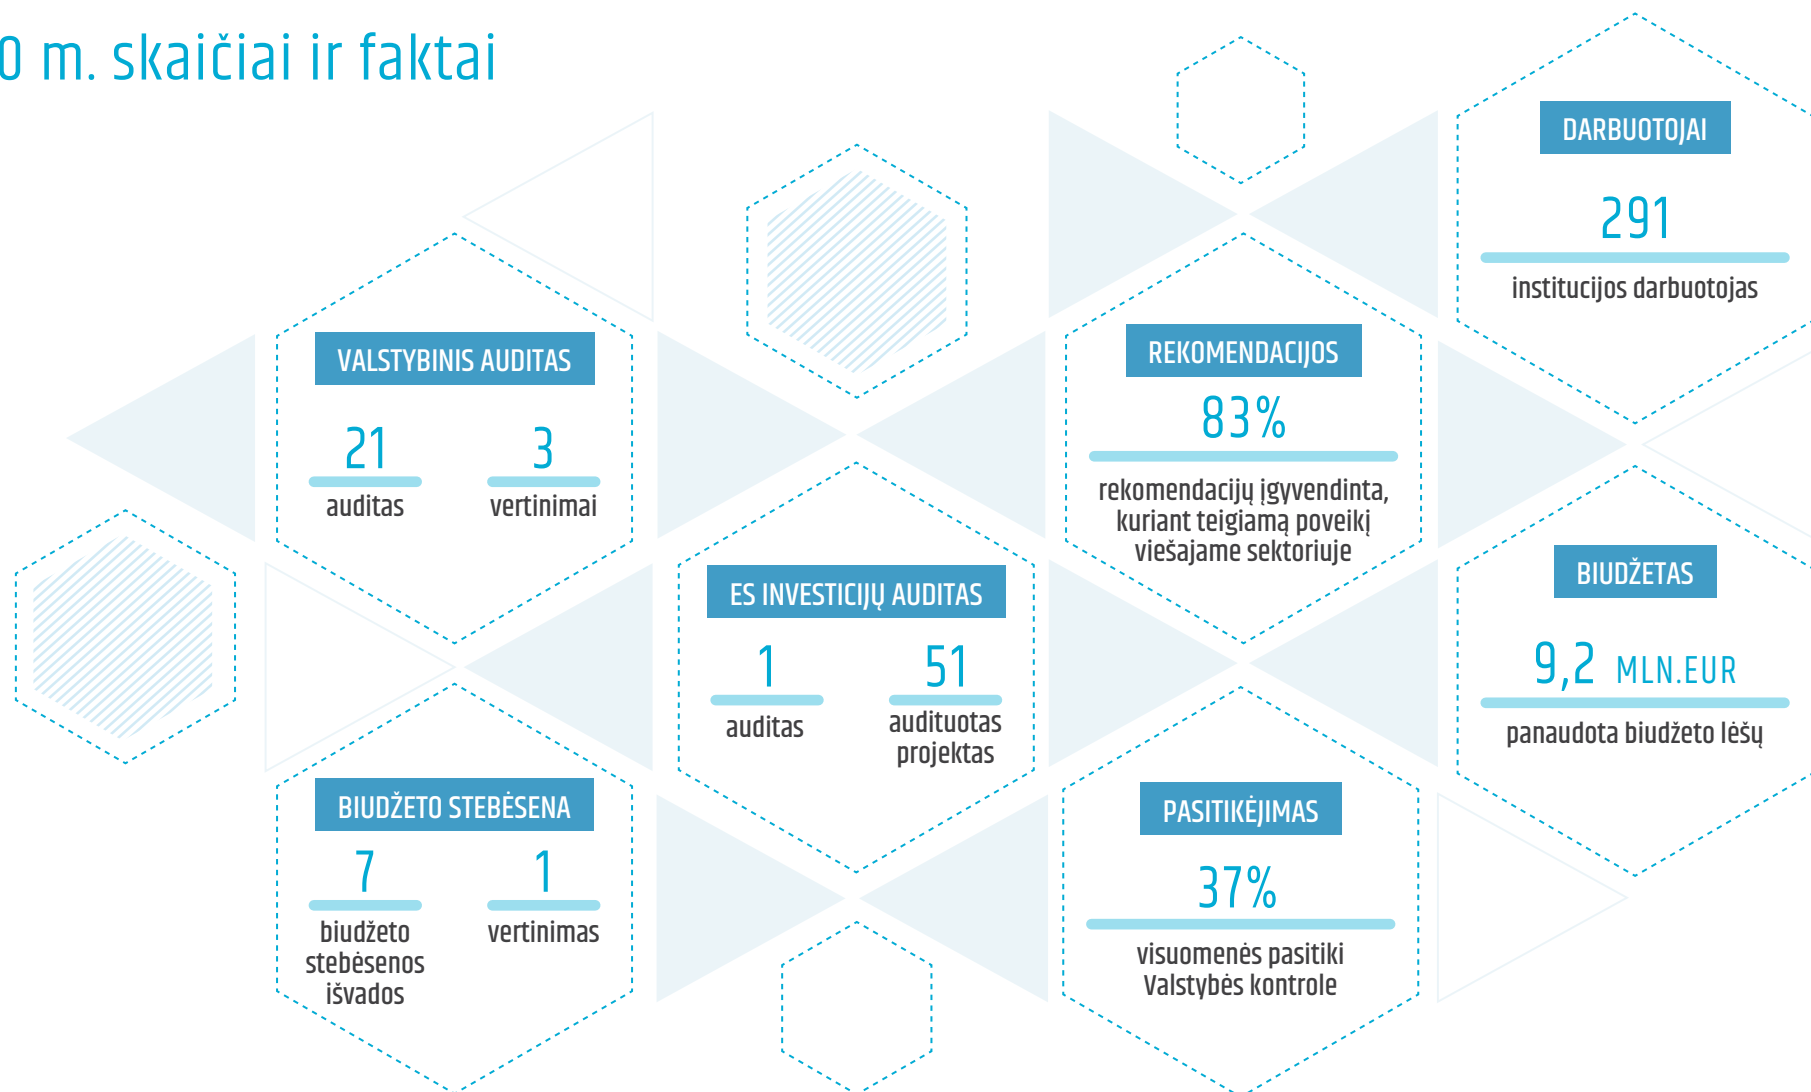 0 m. skaičiai ir faktai
DARBUOTOJAI
291
institucijos darbuotojas
VALSTYBINIS AUDITAS
21
auditas
3
vertinimai
REKOMENDACIJOS
83%
rekomendacijų įgyvendinta,
kuriant teigiamą poveikį
viešajame sektoriuje
ES INVESTICIJŲ AUDITAS
1
auditas
51
audituotas
projektas
BIUDŽETAS
9,2 MLN.EUR
panaudota biudžeto lėšų
BIUDŽETO STEBĖSENA
7
biudžeto
stebėsenos
išvados
1
vertinimas
PASITIKĖJIMAS
37%
visuomenės pasitiki
Valstybės kontrole